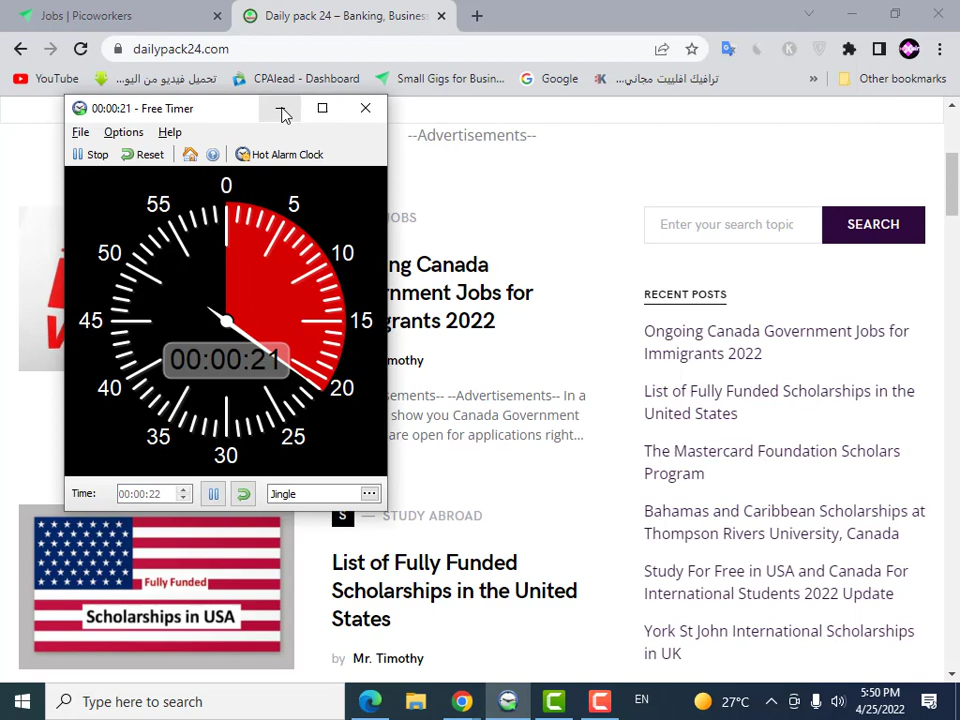 Jobs | Picoworkers
Daily pack 24 – Banking, Business
dailypack24.com
YouTube
تحميل فيديو من اليو...
CPAlead - Dashboard
Small Gigs for Busin...
Google
ترافيك افلييت مجاني...
»
Other bookmarks
00:00:21 - Free Timer
File Options Help
Stop Reset Hot Alarm Clock
0
5
10
15
20
25
30
35
40
45
50
55
00:00:21
Time: 00:00:22 Jingle ...
--Advertisements--
JOBS
ng Canada
rnment Jobs for
grants 2022
mothy
sements-- --Advertisements-- In a
show you Canada Government
are open for applications right...
Fully Funded
Scholarships in USA
S — STUDY ABROAD
List of Fully Funded
Scholarships in the United
States
by Mr. Timothy
Enter your search topic
SEARCH
RECENT POSTS
Ongoing Canada Government Jobs for
Immigrants 2022
List of Fully Funded Scholarships in the
United States
The Mastercard Foundation Scholars
Program
Bahamas and Caribbean Scholarships at
Thompson Rivers University, Canada
Study For Free in USA and Canada For
International Students 2022 Update
York St John International Scholarships
in UK
Type here to search
EN
27°C
5:50 PM
4/25/2022